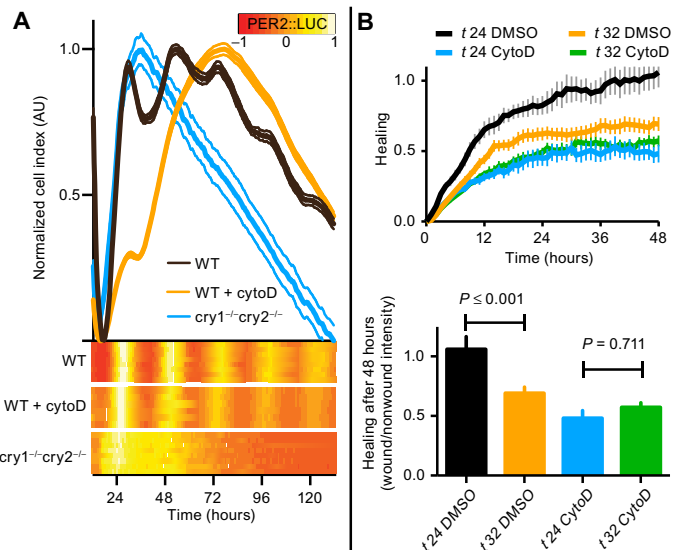 A
PER2::LUC
−1 0 1
1.0
0.5
Normalized cell index (AU)
WT
WT + cytoD
cry1⁻/⁻cry2⁻/⁻
WT
WT + cytoD
cry1⁻/⁻cry2⁻/⁻
24 48 72 96 120
Time (hours)
B
t 24 DMSO t 32 DMSO
t 24 CytoD t 32 CytoD
1.0
0.5
0.0
Healing
0 12 24 36 48
Time (hours)
P ≤ 0.001
P = 0.711
1.0
0.5
0.0
Healing after 48 hours
(wound/nonwound intensity)
t 24 DMSO
t 32 DMSO
t 24 CytoD
t 32 CytoD